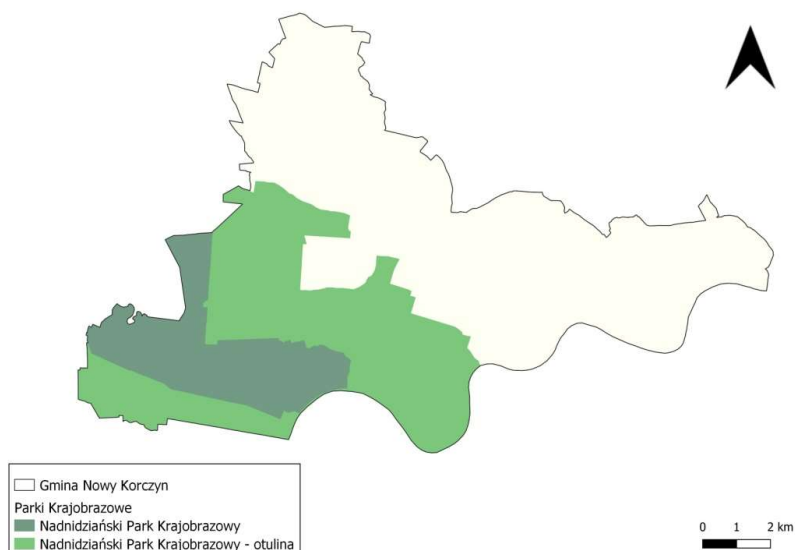 Gmina Nowy Korczyn
Parki Krajobrazowe
Nadnidziański Park Krajobrazowy
Nadnidziański Park Krajobrazowy - otulina
0 1 2 km